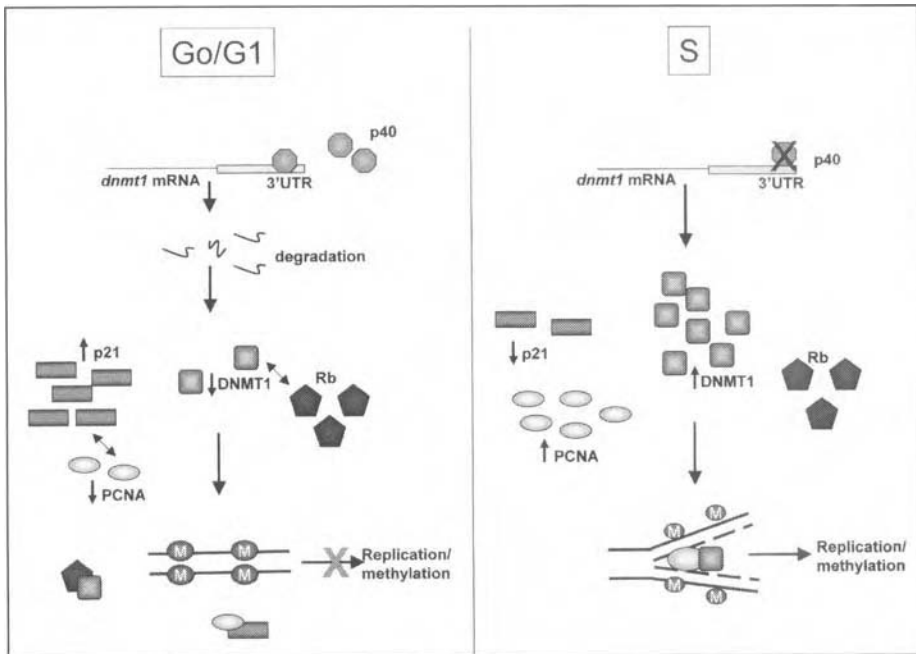 Go/G1
p40
dnmt1 mRNA
3'UTR
degradation
p21
DNMT1
Rb
PCNA
M M
M M
Replication/
methylation
S
p40
dnmt1 mRNA
3'UTR
p21
DNMT1
Rb
PCNA
M
M
M
M
Replication/
methylation